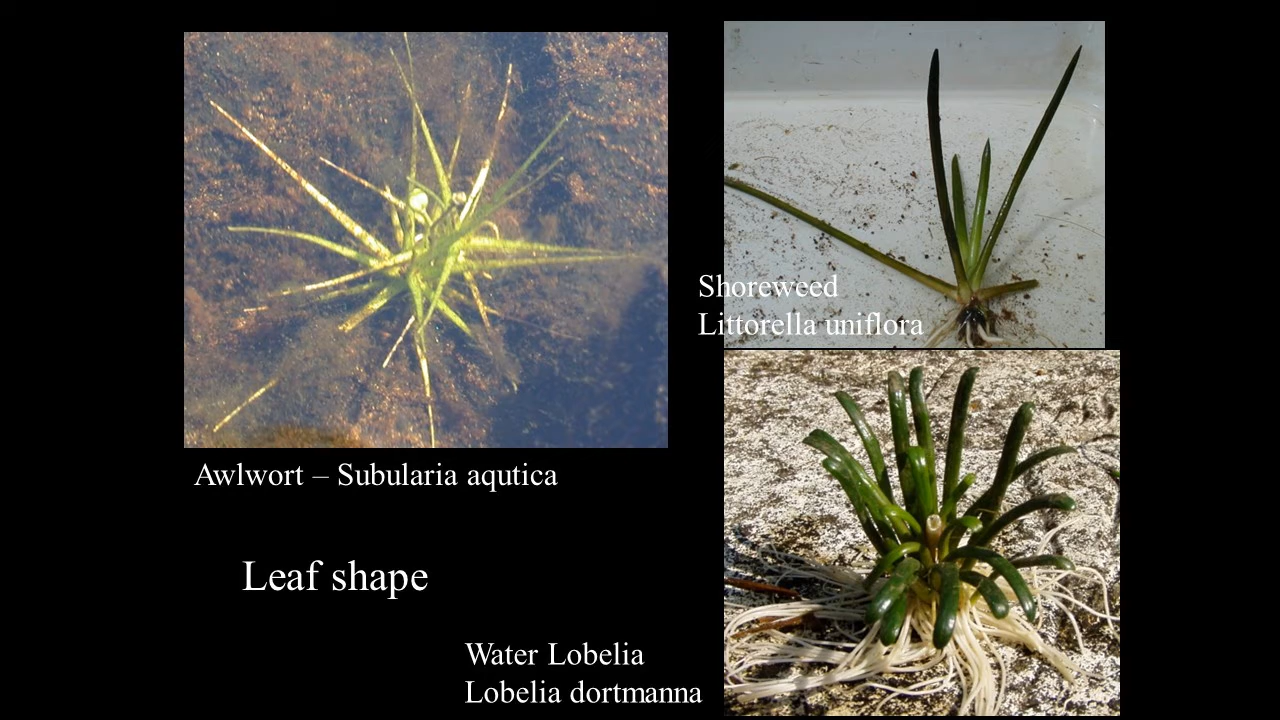 Shoreweed
Littorella uniflora
Awlwort – Subularia aqutica
Leaf shape
Water Lobelia
Lobelia dortmanna